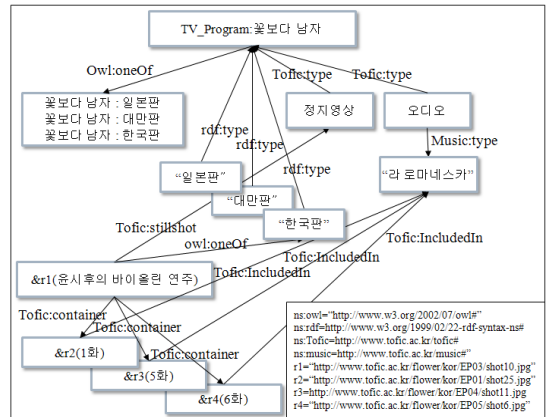 TV_Program:꽃보다 남자
Owl:oneOf
Tofic:type
Tofic:type
꽃보다 남자 : 일본판
꽃보다 남자 : 대만판
꽃보다 남자 : 한국판
정지영상
오디오
rdf:type
Music:type
rdf:type
rdf:type
“일본판”
“라 로마네스카”
“대만판”
“한국판”
Tofic:stillshot
owl:oneOf
Tofic:IncludedIn
Tofic:IncludedIn
Tofic:IncludedIn
&r1(윤시후의 바이올린 연주)
Tofic:container
Tofic:container
&r2(1화)
&r3(5화)
&r4(6화)
ns:owl=“http://www.w3.org/2002/07/owl#”
ns:rdf=http://www.w3.org/1999/02/22-rdf-syntax-ns#
ns:Tofic=http://www.tofic.ac.kr/tofic#
ns:music=http://www.tofic.ac.kr/music#”
r1=“http://www.tofic.ac.kr/flower/kor/EP03/shot10.jpg”
r2=“http://www.tofic.ac.kr/flower/kor/EP01/shot25.jpg”
r3=http://www.tofic.ac.kr/flower/kor/EP04/shot11.jpg
r4=“http://www.tofic.ac.kr/flower/kor/EP05/shot6.jpg”